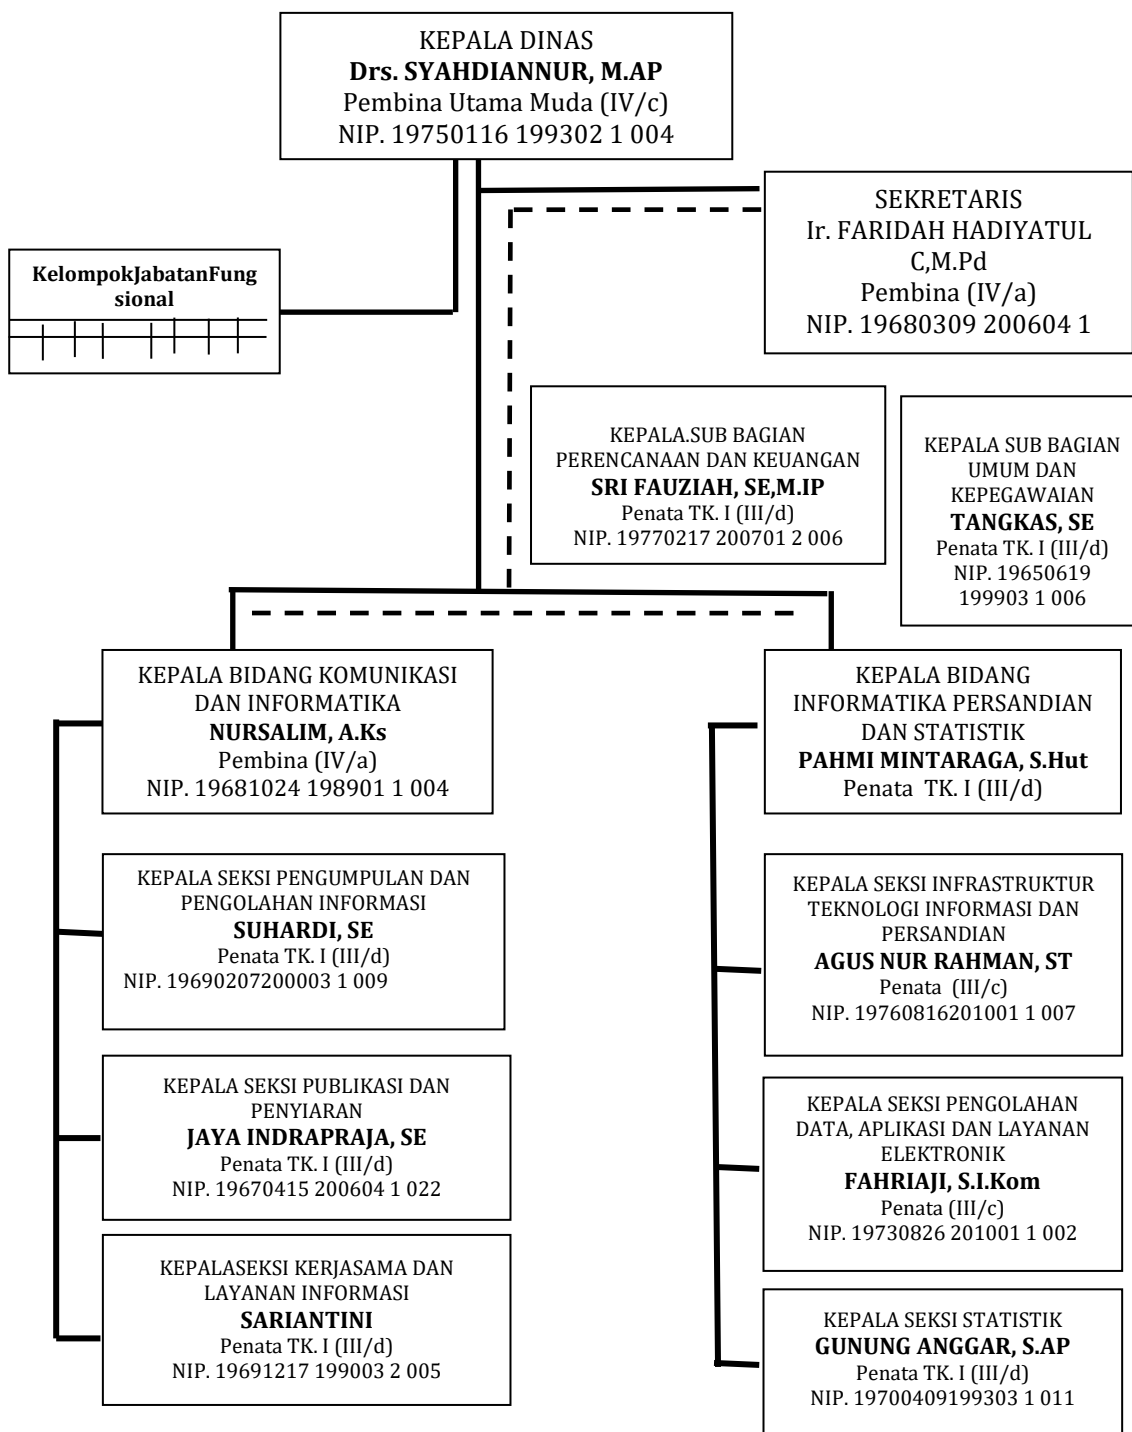 KEPALA DINAS
Drs. SYAHDIANNUR, M.AP
Pembina Utama Muda (IV/c)
NIP. 19750116 199302 1 004
SEKRETARIS
Ir. FARIDAH HADIYATUL
C,M.Pd
Pembina (IV/a)
NIP. 19680309 200604 1
KelompokJabatanFung
sional
KEPALA.SUB BAGIAN
PERENCANAAN DAN KEUANGAN
SRI FAUZIAH, SE,M.IP
Penata TK. I (III/d)
NIP. 19770217 200701 2 006
KEPALA SUB BAGIAN
UMUM DAN
KEPEGAWAIAN
TANGKAS, SE
Penata TK. I (III/d)
NIP. 19650619
199903 1 006
KEPALA BIDANG KOMUNIKASI
DAN INFORMATIKA
NURSALIM, A.Ks
Pembina (IV/a)
NIP. 19681024 198901 1 004
KEPALA BIDANG
INFORMATIKA PERSANDIAN
DAN STATISTIK
PAHMI MINTARAGA, S.Hut
Penata  TK. I (III/d)
KEPALA SEKSI PENGUMPULAN DAN
PENGOLAHAN INFORMASI
SUHARDI, SE
Penata TK. I (III/d)
NIP. 19690207200003 1 009
KEPALA SEKSI INFRASTRUKTUR
TEKNOLOGI INFORMASI DAN
PERSANDIAN
AGUS NUR RAHMAN, ST
Penata  (III/c)
NIP. 19760816201001 1 007
KEPALA SEKSI PUBLIKASI DAN
PENYIARAN
JAYA INDRAPRAJA, SE
Penata TK. I (III/d)
NIP. 19670415 200604 1 022
KEPALA SEKSI PENGOLAHAN
DATA, APLIKASI DAN LAYANAN
ELEKTRONIK
FAHRIAJI, S.I.Kom
Penata (III/c)
NIP. 19730826 201001 1 002
KEPALASEKSI KERJASAMA DAN
LAYANAN INFORMASI
SARIANTINI
Penata TK. I (III/d)
NIP. 19691217 199003 2 005
KEPALA SEKSI STATISTIK
GUNUNG ANGGAR, S.AP
Penata TK. I (III/d)
NIP. 19700409199303 1 011